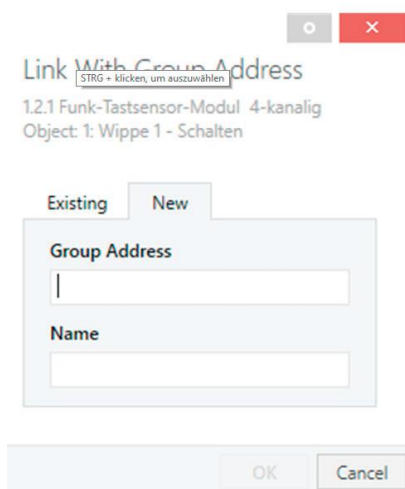 Link With Group Address
STRG + klicken, um auszuwählen
1.2.1 Funk-Tastsensor-Modul 4-kanalig
Object: 1: Wippe 1 - Schalten
Existing New
Group Address
Name
OK Cancel